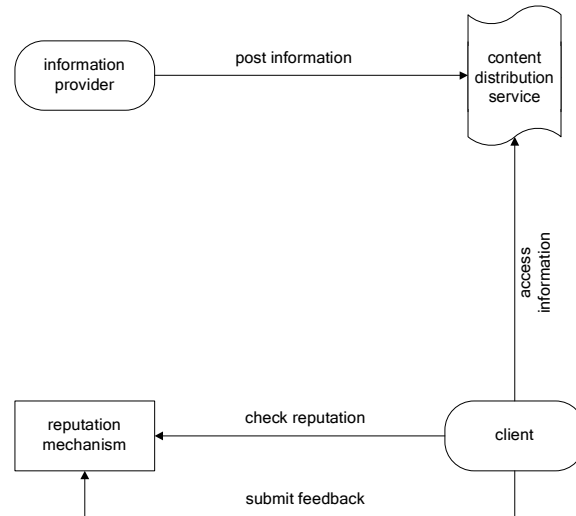 information
provider
post information
content
distribution
service
access
information
reputation
mechanism
check reputation
client
submit feedback